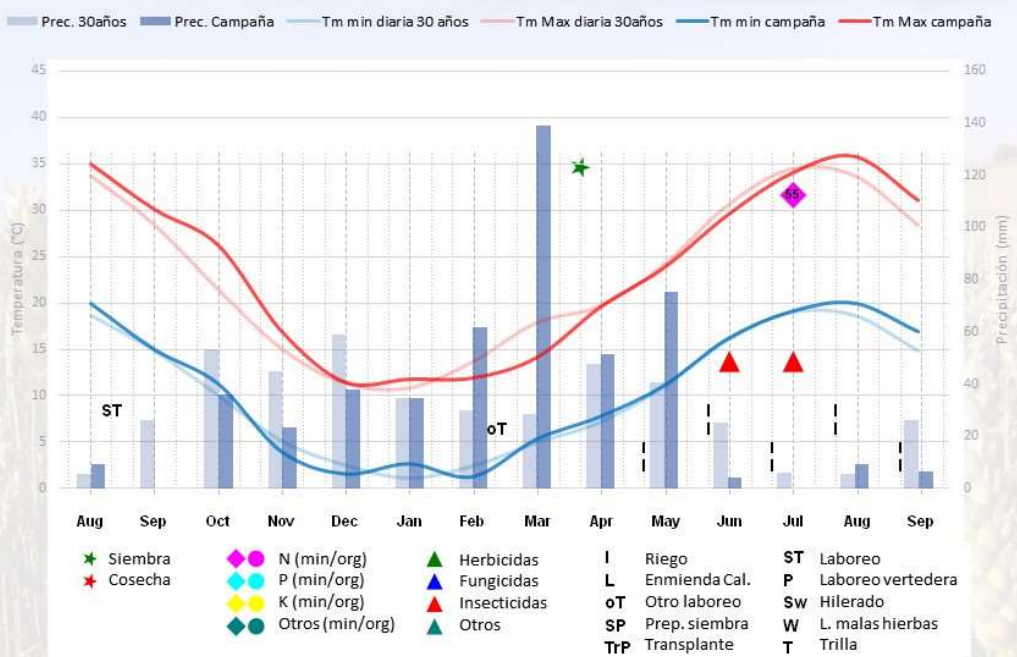 Prec. 30años Prec. Campaña Tm min diaria 30 años Tm Max diaria 30años Tm min campaña Tm Max campaña
45 160
40 140
35 120
30 100
25
20 80
15 60
10 40
5 20
0 0
Temperatura (°C)
Precipitación (mm)
55
ST
oT
I I I I I
I I I I I
Aug Sep Oct Nov Dec Jan Feb Mar Apr May Jun Jul Aug Sep
Siembra N (min/org) Herbicidas I Riego ST Laboreo
Cosecha P (min/org) Fungicidas L Enmienda Cal. P Laboreo vertedera
K (min/org) Insecticidas oT Otro laboreo Sw Hilerado
Otros (min/org) Otros SP Prep. siembra W L. malas hierbas
TrP Transplante T Trilla